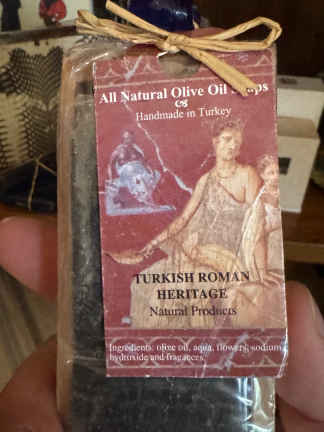 All Natural Olive Oil Soaps
Handmade in Turkey
TURKISH ROMAN
HERITAGE
Natural Products
Ingredients: olive oil, aqua, flowers, sodium
hydroxide and fragances.